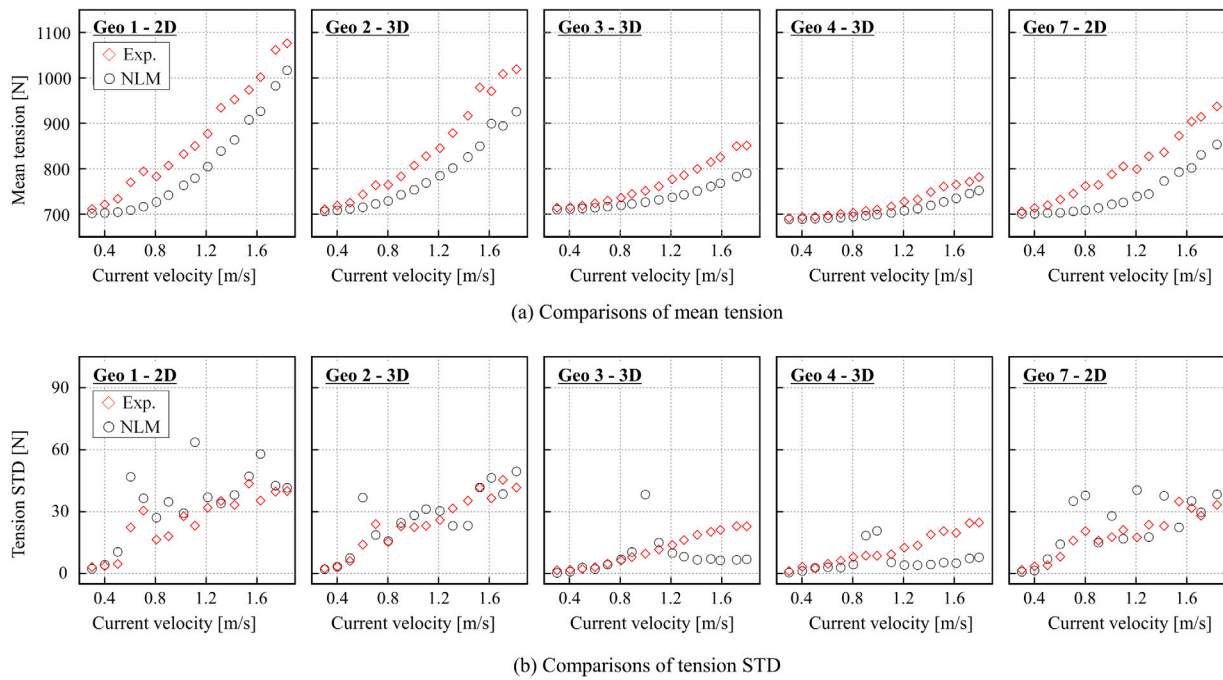 Geo 1 - 2D
Geo 2 - 3D
Geo 3 - 3D
Geo 4 - 3D
Geo 7 - 2D
Exp.
NLM
Mean tension [N]
1100
1000
900
800
700
0.4 0.8 1.2 1.6
0.4 0.8 1.2 1.6
0.4 0.8 1.2 1.6
0.4 0.8 1.2 1.6
0.4 0.8 1.2 1.6
Current velocity [m/s]
Current velocity [m/s]
Current velocity [m/s]
Current velocity [m/s]
Current velocity [m/s]
(a) Comparisons of mean tension
Geo 1 - 2D
Geo 2 - 3D
Geo 3 - 3D
Geo 4 - 3D
Geo 7 - 2D
Exp.
NLM
Tension STD [N]
90
60
30
0
0.4 0.8 1.2 1.6
0.4 0.8 1.2 1.6
0.4 0.8 1.2 1.6
0.4 0.8 1.2 1.6
0.4 0.8 1.2 1.6
Current velocity [m/s]
Current velocity [m/s]
Current velocity [m/s]
Current velocity [m/s]
Current velocity [m/s]
(b) Comparisons of tension STD